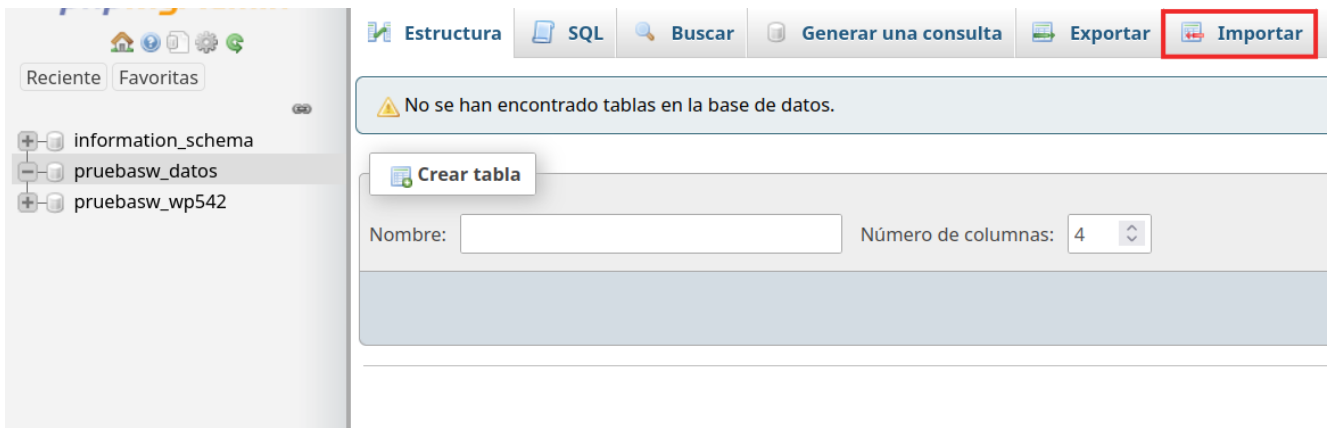 Reciente Favoritas
information_schema
pruebasw_datos
pruebasw_wp542
Estructura SQL Buscar Generar una consulta Exportar Importar
No se han encontrado tablas en la base de datos.
Crear tabla
Nombre: Número de columnas: 4